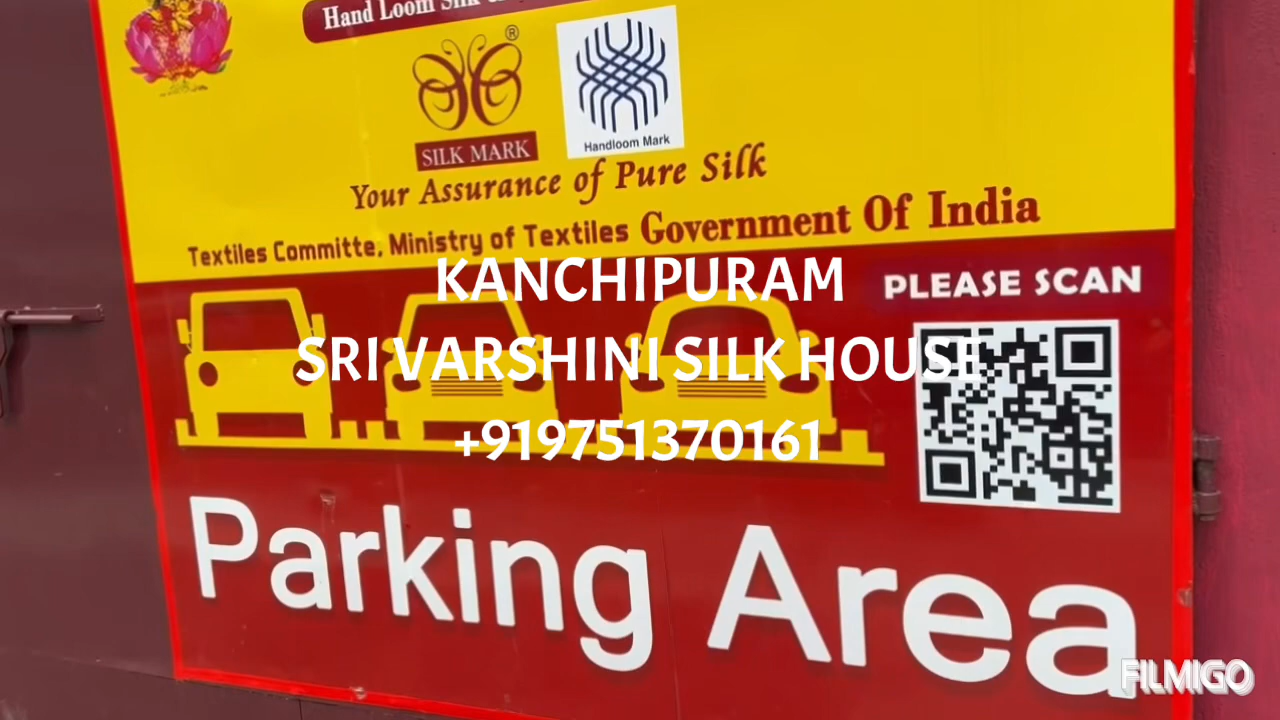 Hand Loom Silk
®
SILK MARK
Handloom Mark
Your Assurance of Pure Silk
Textiles Committe, Ministry of Textiles Government Of India
KANCHIPURAM
PLEASE SCAN
SRI VARSHINI SILK HOUSE
+919751370161
Parking Area
FILMIGO